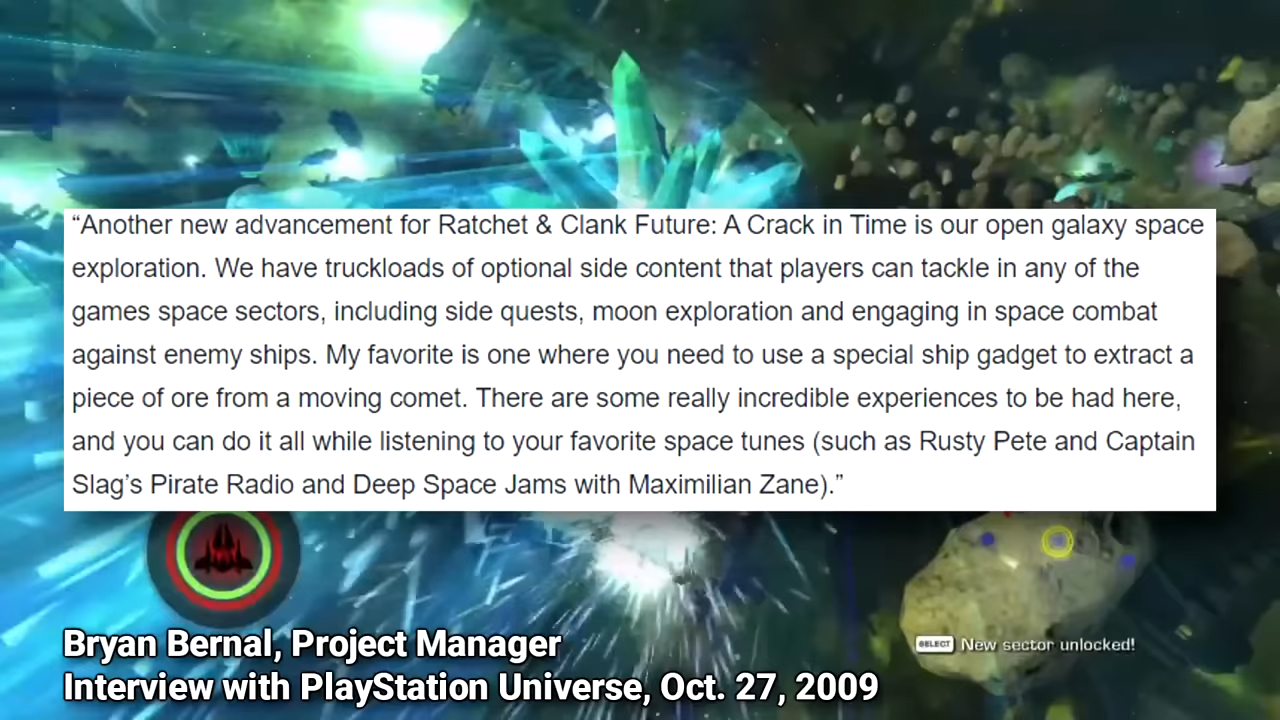 “Another new advancement for Ratchet & Clank Future: A Crack in Time is our open galaxy space
exploration. We have truckloads of optional side content that players can tackle in any of the
games space sectors, including side quests, moon exploration and engaging in space combat
against enemy ships. My favorite is one where you need to use a special ship gadget to extract a
piece of ore from a moving comet. There are some really incredible experiences to be had here,
and you can do it all while listening to your favorite space tunes (such as Rusty Pete and Captain
Slag’s Pirate Radio and Deep Space Jams with Maximilian Zane).”
Bryan Bernal, Project Manager
Interview with PlayStation Universe, Oct. 27, 2009
SELECT New sector unlocked!